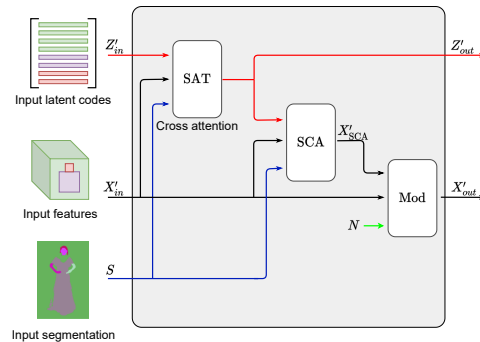 Z'in
Z'out
SAT
Input latent codes
Cross attention
SCA
X'SCA
X'in
X'out
Mod
Input features
N
S
Input segmentation